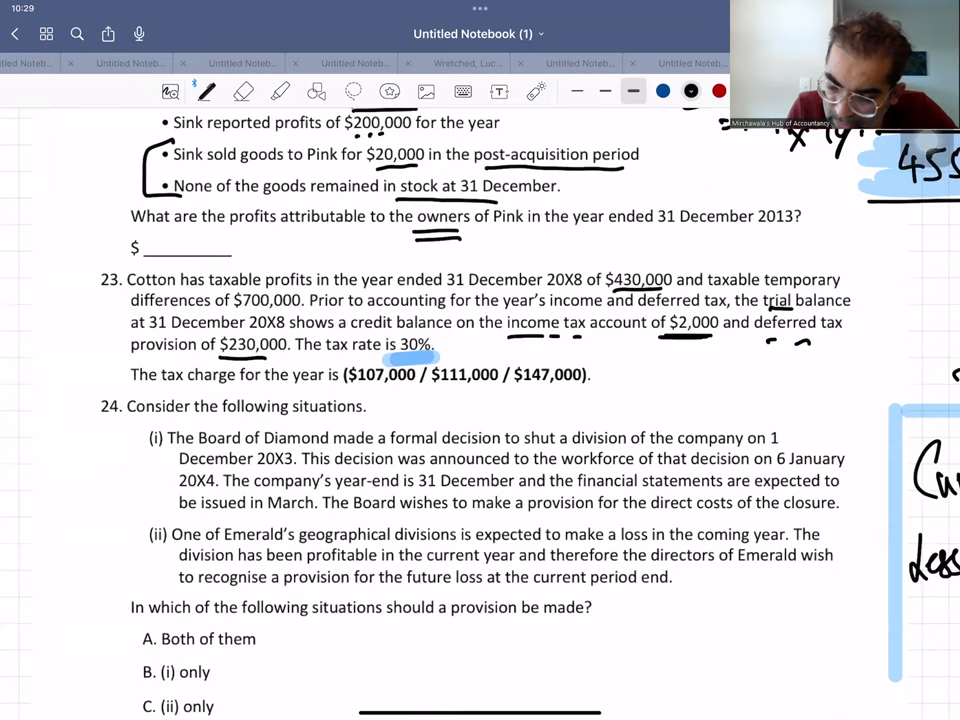 10:29
Untitled Notebook (1)
Untitled Noteb...
Untitled Noteb...
Untitled Noteb...
Wretched, Luc...
Untitled Noteb...
Untitled Noteb...
Mirchawala's Hub of Accountancy
• Sink reported profits of $200,000 for the year
• Sink sold goods to Pink for $20,000 in the post-acquisition period
• None of the goods remained in stock at 31 December.
455
What are the profits attributable to the owners of Pink in the year ended 31 December 2013?
$ __________
23. Cotton has taxable profits in the year ended 31 December 20X8 of $430,000 and taxable temporary
differences of $700,000. Prior to accounting for the year's income and deferred tax, the trial balance
at 31 December 20X8 shows a credit balance on the income tax account of $2,000 and deferred tax
provision of $230,000. The tax rate is 30%.
The tax charge for the year is ($107,000 / $111,000 / $147,000).
24. Consider the following situations.
(i) The Board of Diamond made a formal decision to shut a division of the company on 1
December 20X3. This decision was announced to the workforce of that decision on 6 January
20X4. The company's year-end is 31 December and the financial statements are expected to
be issued in March. The Board wishes to make a provision for the direct costs of the closure.
Less
(ii) One of Emerald's geographical divisions is expected to make a loss in the coming year. The
division has been profitable in the current year and therefore the directors of Emerald wish
to recognise a provision for the future loss at the current period end.
In which of the following situations should a provision be made?
A. Both of them
B. (i) only
C. (ii) only